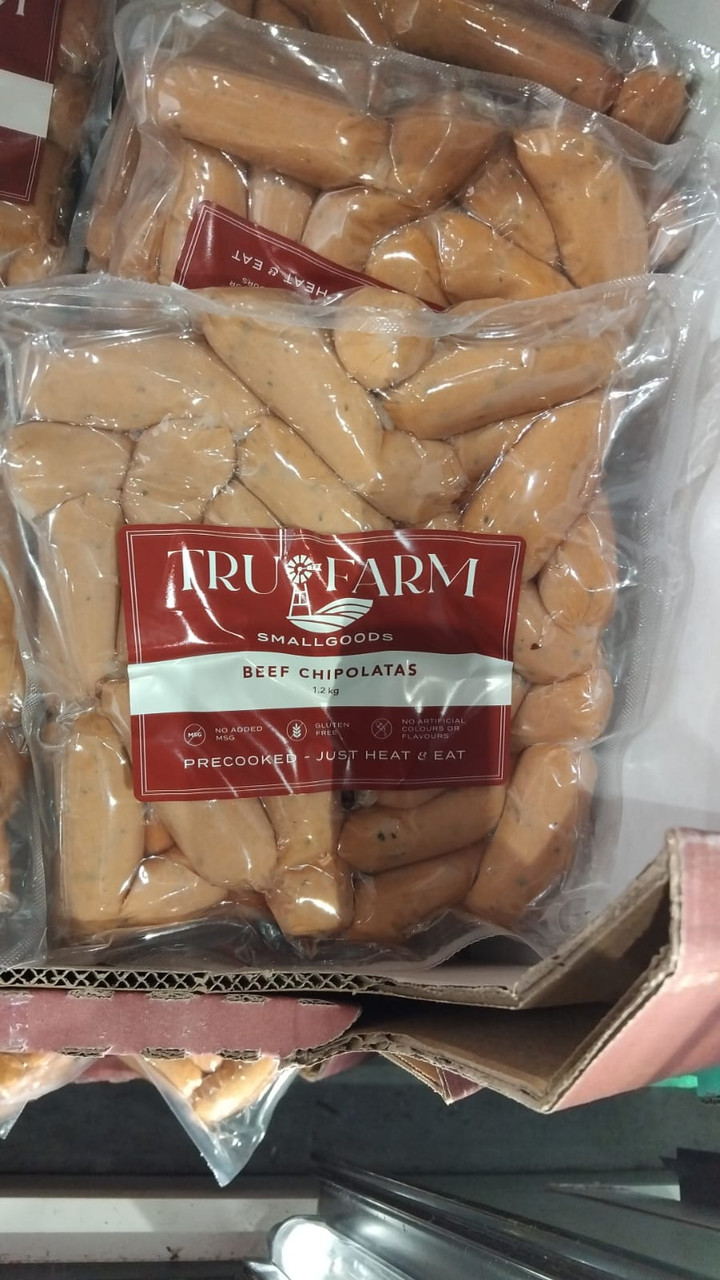 HEAT & EAT
TRU FARM
SMALLGOODS
BEEF CHIPOLATAS
1.2 kg
MSG
NO ADDED
MSG
GLUTEN
FREE
NO ARTIFICIAL
COLOURS OR
FLAVOURS
PRECOOKED - JUST HEAT & EAT